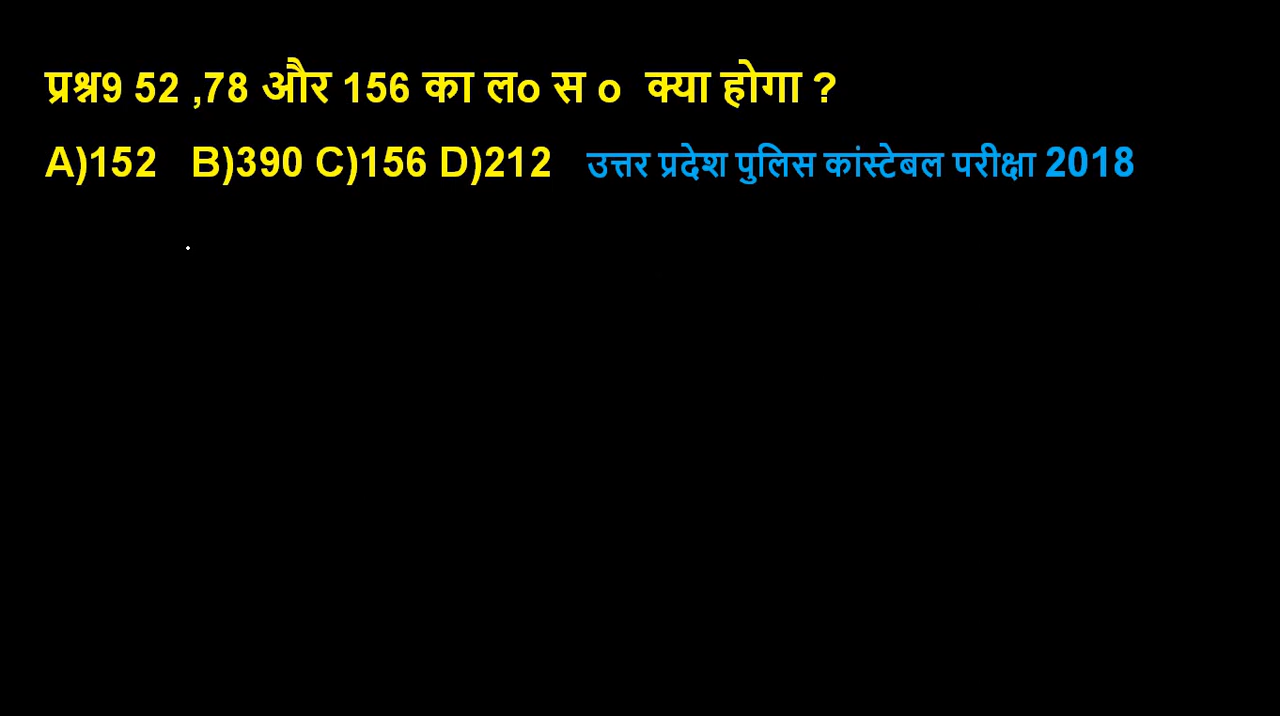 प्रश्न9 52 ,78 और 156 का ल० स ० क्या होगा ?
A)152 B)390 C)156 D)212 उत्तर प्रदेश पुलिस कांस्टेबल परीक्षा 2018